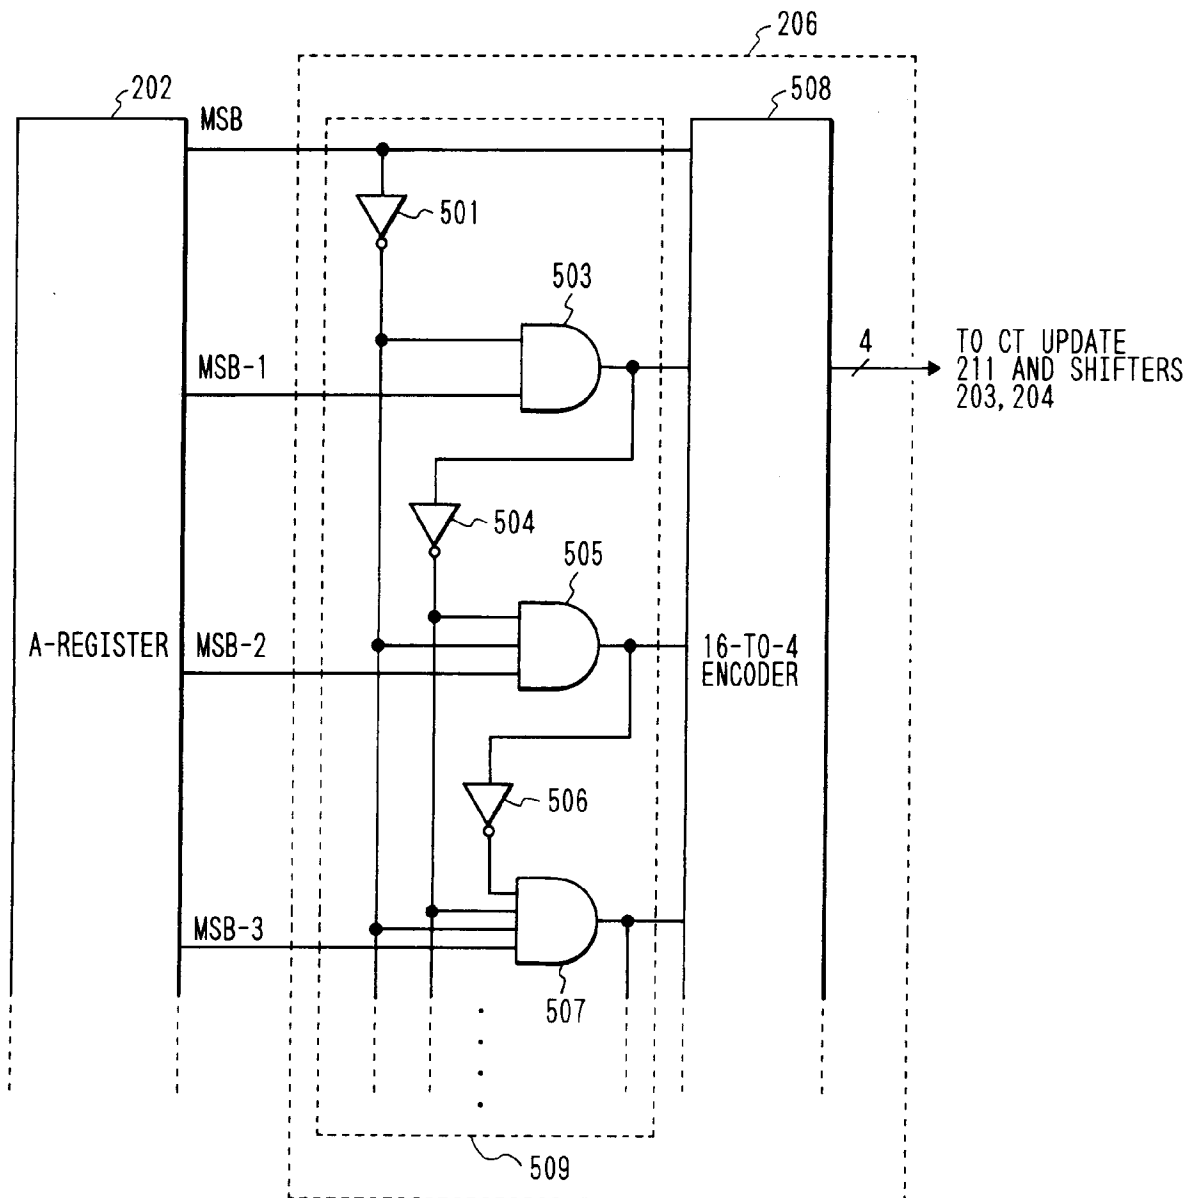 206
202
508
MSB
501
503
4
MSB-1
TO CT UPDATE
211 AND SHIFTERS
203, 204
504
505
A-REGISTER
MSB-2
16-TO-4
ENCODER
506
MSB-3
507
509